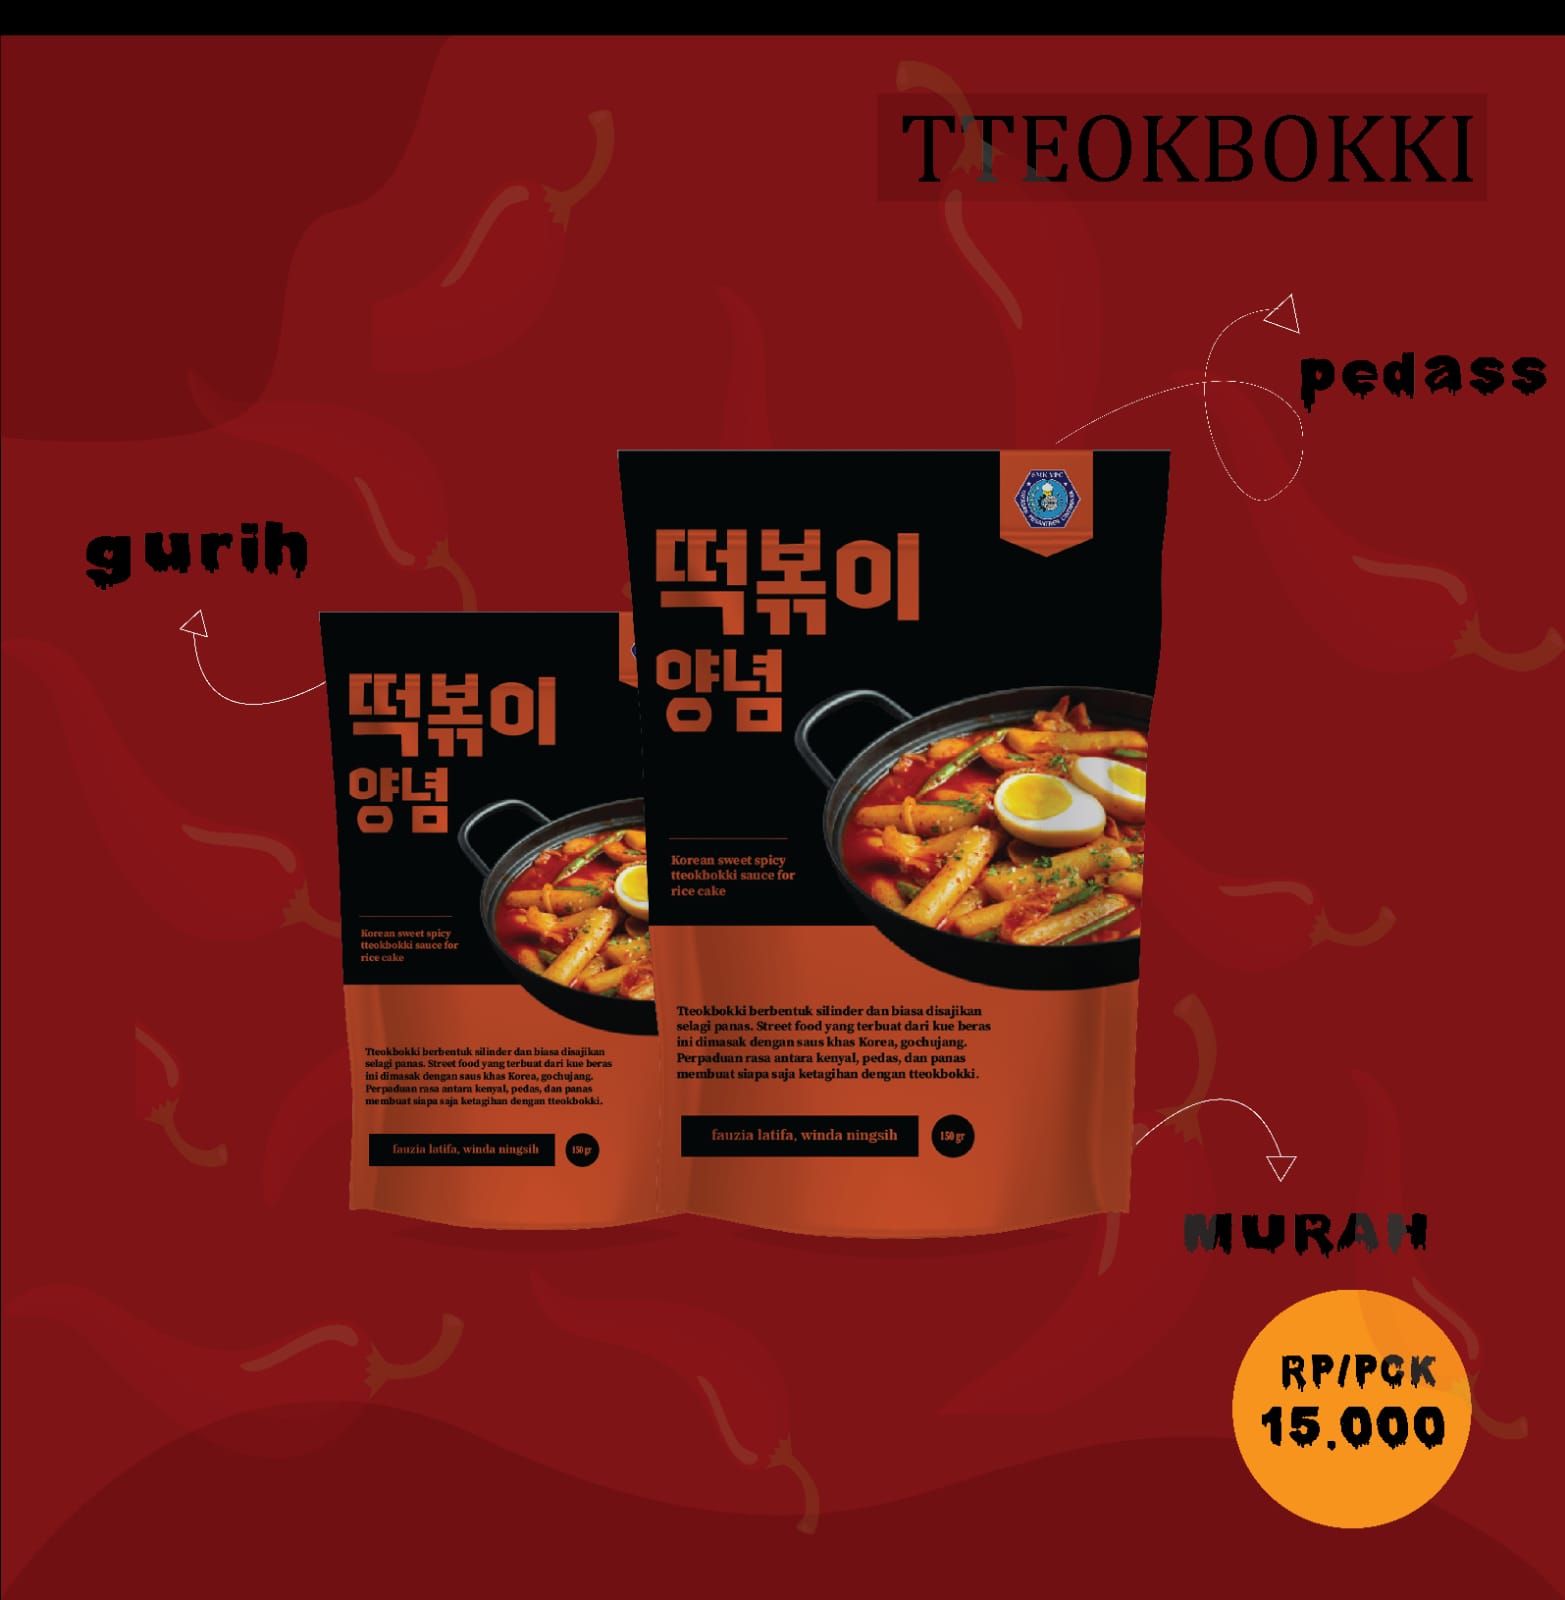 TTEOKBOKKI
pedass
gurih
떡볶이
양념
Korean sweet spicy
tteokbokki sauce for
rice cake
Tteokbokki berbentuk silinder dan biasa disajikan
selagi panas. Street food yang terbuat dari kue beras
ini dimasak dengan saus khas Korea, gochujang.
Perpaduan rasa antara kenyal, pedas, dan panas
membuat siapa saja ketagihan dengan tteokbokki.
fauzia latifa, winda ningsih
150 gr
떡볶이
양념
Korean sweet spicy
tteokbokki sauce for
rice cake
Tteokbokki berbentuk silinder dan biasa disajikan
selagi panas. Street food yang terbuat dari kue beras
ini dimasak dengan saus khas Korea, gochujang.
Perpaduan rasa antara kenyal, pedas, dan panas
membuat siapa saja ketagihan dengan tteokbokki.
fauzia latifa, winda ningsih
150 gr
MURAH
RP/PCK
15.000